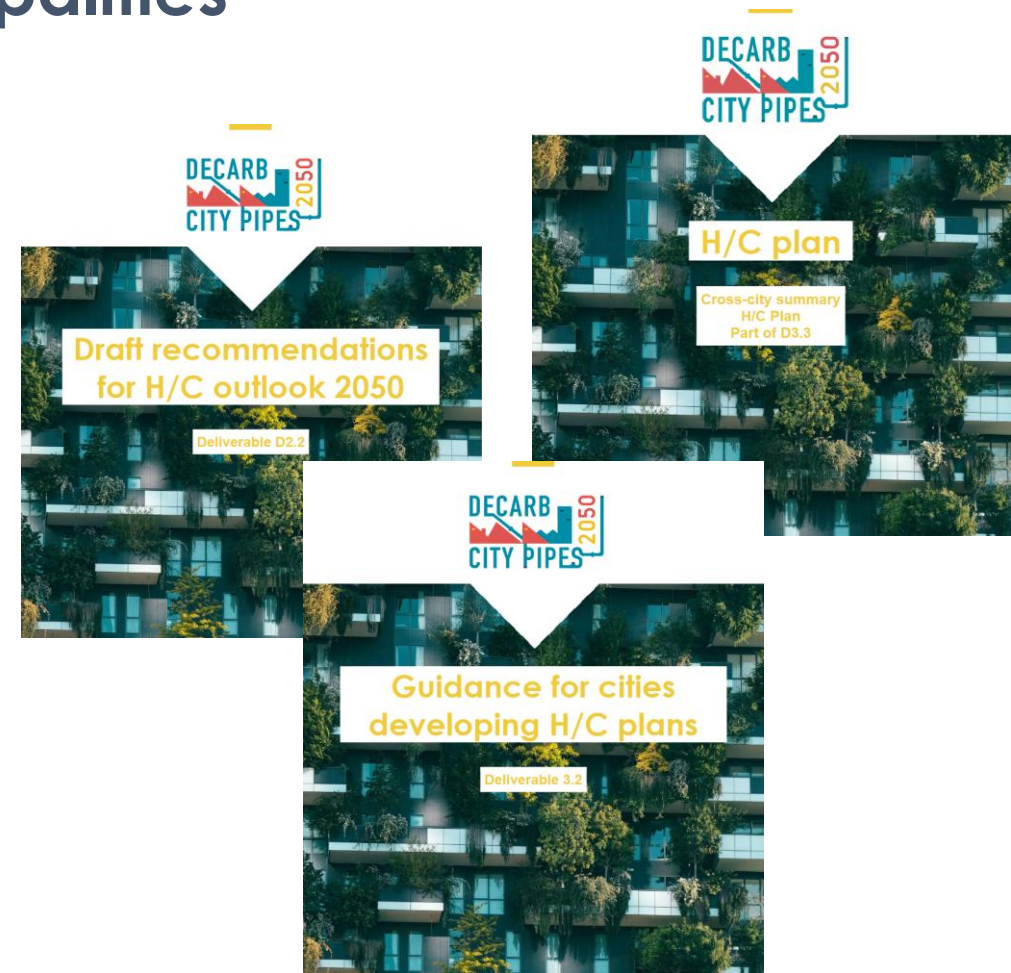 DECARB
CITY PIPES
2050
Draft recommendations
for H/C outlook 2050
Deliverable D2.2
DECARB
CITY PIPES
2050
H/C plan
Cross-city summary
H/C Plan
Part of D3.3
DECARB
CITY PIPES
2050
Guidance for cities
developing H/C plans
Deliverable 3.2